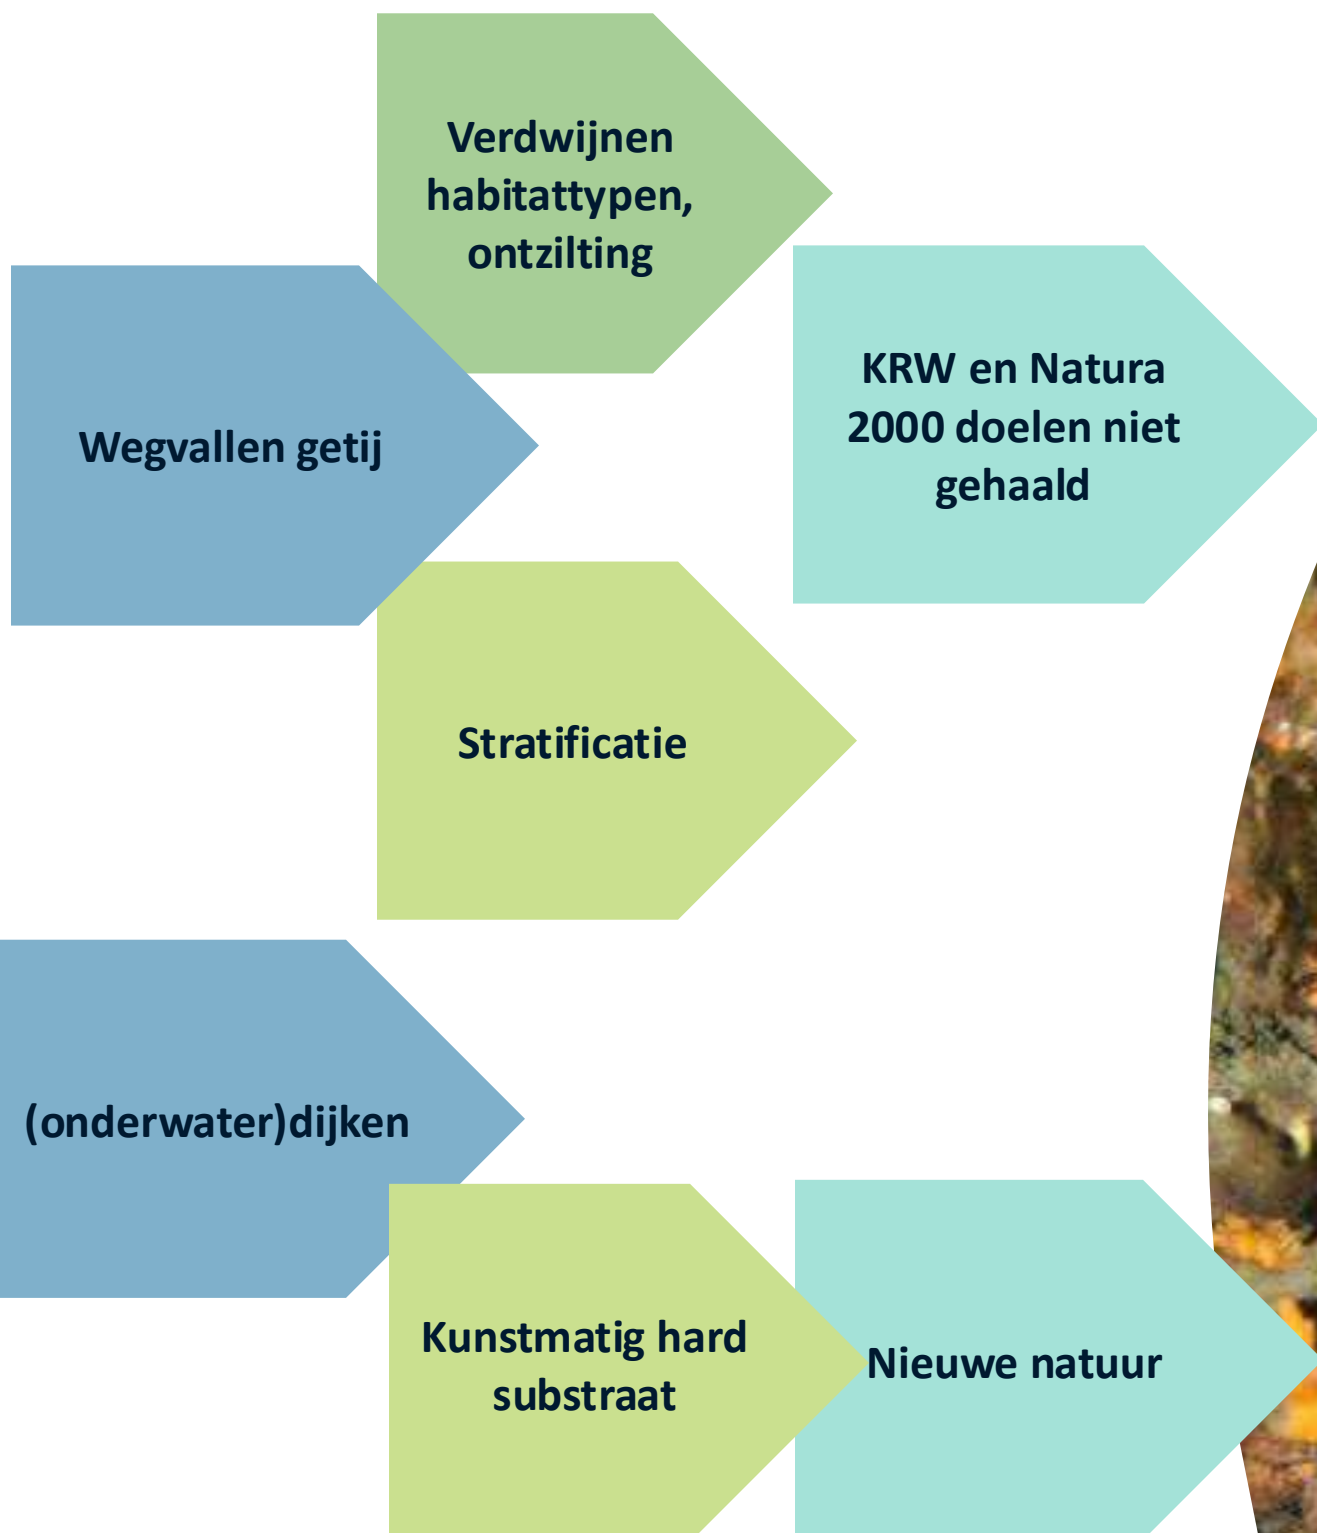 Verdwijnen
habitattypen,
ontzilting
Wegvallen getij
KRW en Natura
2000 doelen niet
gehaald
Stratificatie
(onderwater)dijken
Kunstmatig hard
substraat
Nieuwe natuur